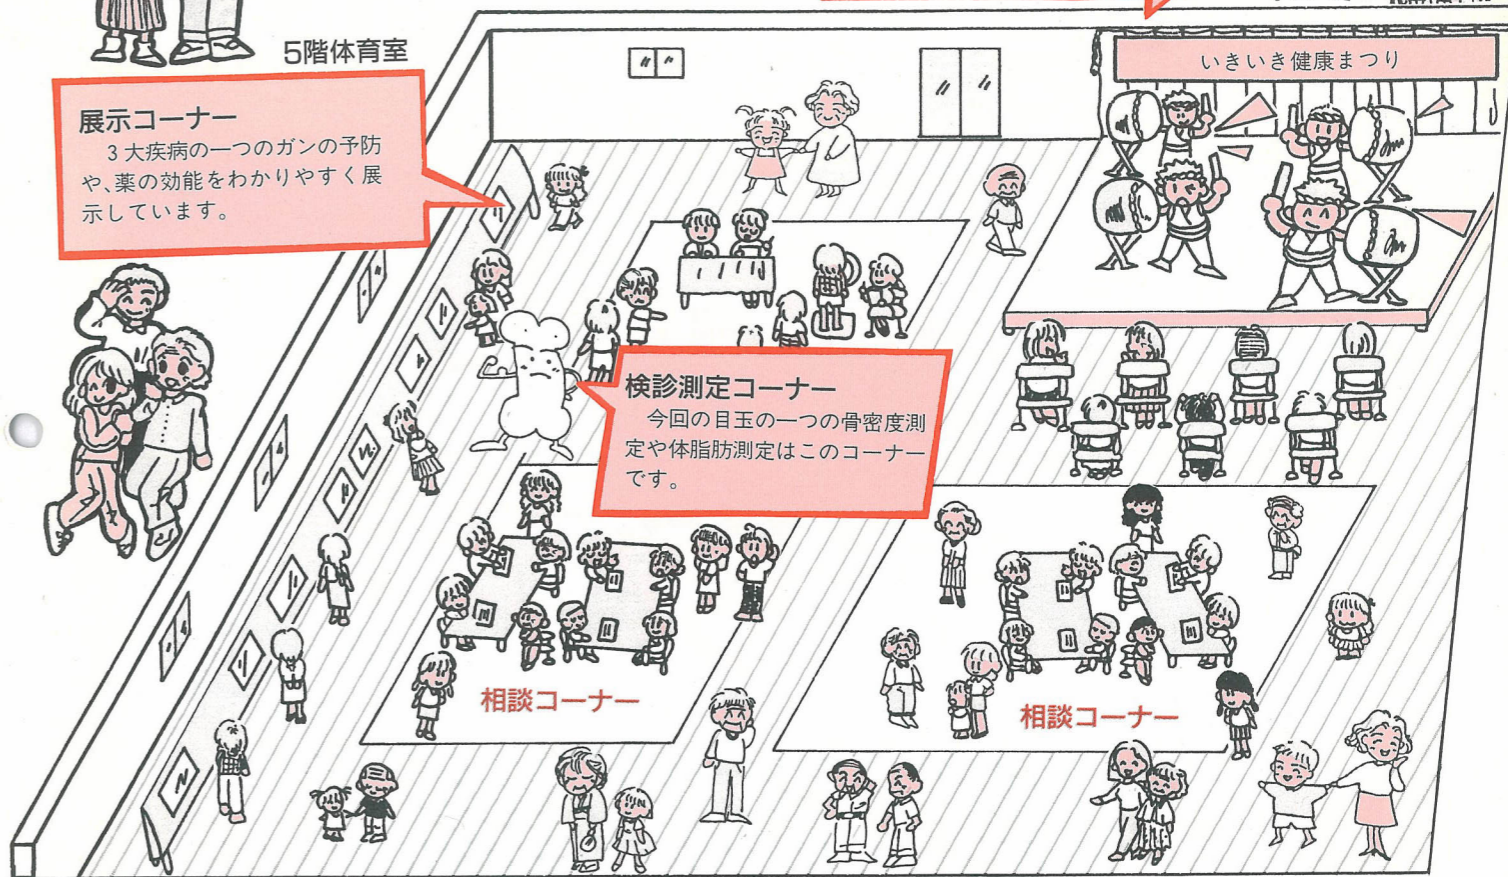 5階体育室
いきいき健康まつり
展示コーナー
3大疾病の一つのガンの予防
や、薬の効能をわかりやすく展
示しています。
検診測定コーナー
今回の目玉の一つの骨密度測
定や体脂肪測定はこのコーナー
です。
相談コーナー
相談コーナー